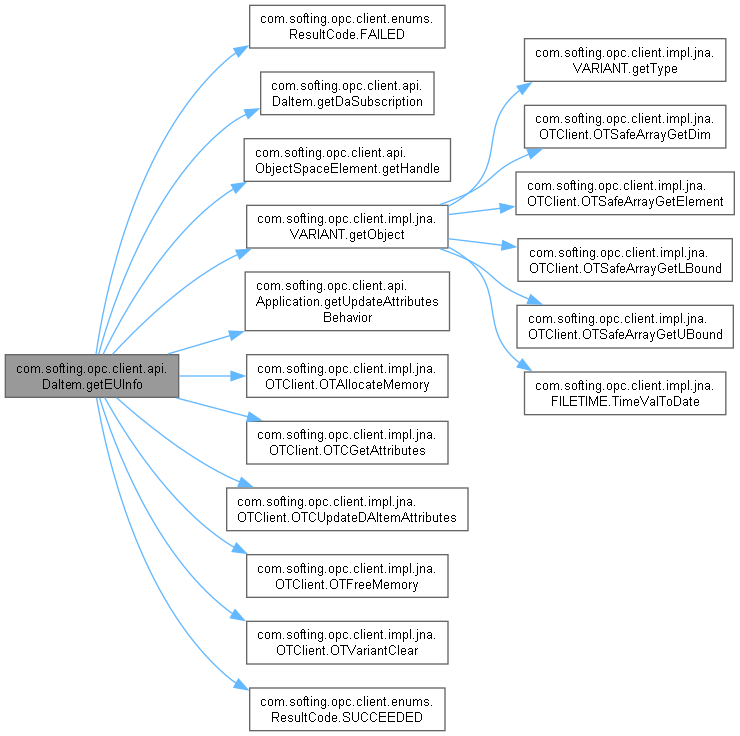 com.softing.opc.client.enums.
ResultCode.FAILED
com.softing.opc.client.api.
DaItem.getDaSubscription
com.softing.opc.client.api.
ObjectSpaceElement.getHandle
com.softing.opc.client.impl.jna.
VARIANT.getObject
com.softing.opc.client.api.
Application.getUpdateAttributes
Behavior
com.softing.opc.client.api.
DaItem.getEUInfo
com.softing.opc.client.impl.jna.
OTClient.OTAllocateMemory
com.softing.opc.client.impl.jna.
OTClient.OTCGetAttributes
com.softing.opc.client.impl.jna.
OTClient.OTCUpdateDAItemAttributes
com.softing.opc.client.impl.jna.
OTClient.OTFreeMemory
com.softing.opc.client.impl.jna.
OTClient.OTVariantClear
com.softing.opc.client.enums.
ResultCode.SUCCEEDED
com.softing.opc.client.impl.jna.
VARIANT.getType
com.softing.opc.client.impl.jna.
OTClient.OTSafeArrayGetDim
com.softing.opc.client.impl.jna.
OTClient.OTSafeArrayGetElement
com.softing.opc.client.impl.jna.
OTClient.OTSafeArrayGetLBound
com.softing.opc.client.impl.jna.
OTClient.OTSafeArrayGetUBound
com.softing.opc.client.impl.jna.
FILETIME.TimeValToDate